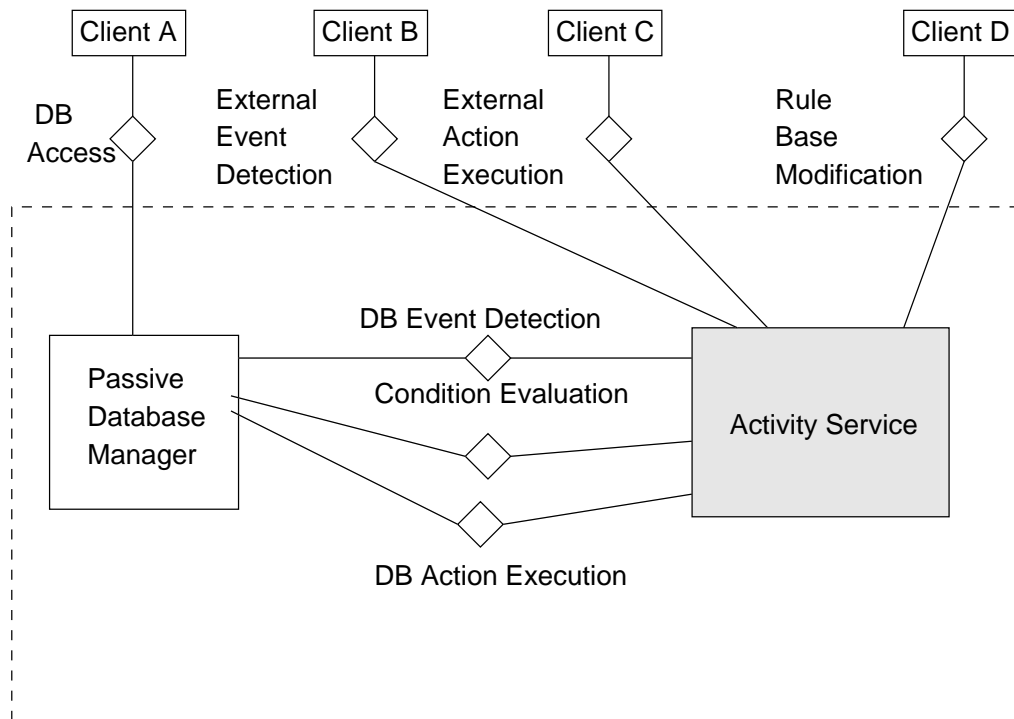 Client A
Client B
Client C
Client D
DB
Access
External
Event
Detection
External
Action
Execution
Rule
Base
Modification
DB Event Detection
Condition Evaluation
Passive
Database
Manager
Activity Service
DB Action Execution